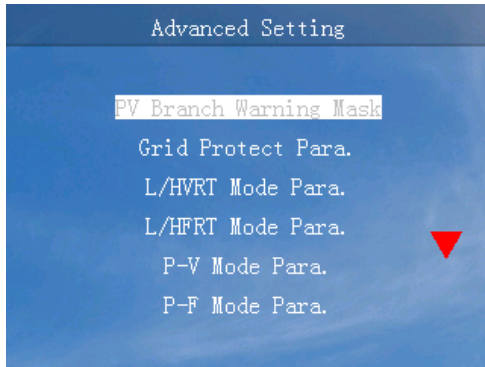 Advanced Setting
PV Branch Warning Mask
Grid Protect Para.
L/HVRT Mode Para.
L/HFRT Mode Para.
P-V Mode Para.
P-F Mode Para.